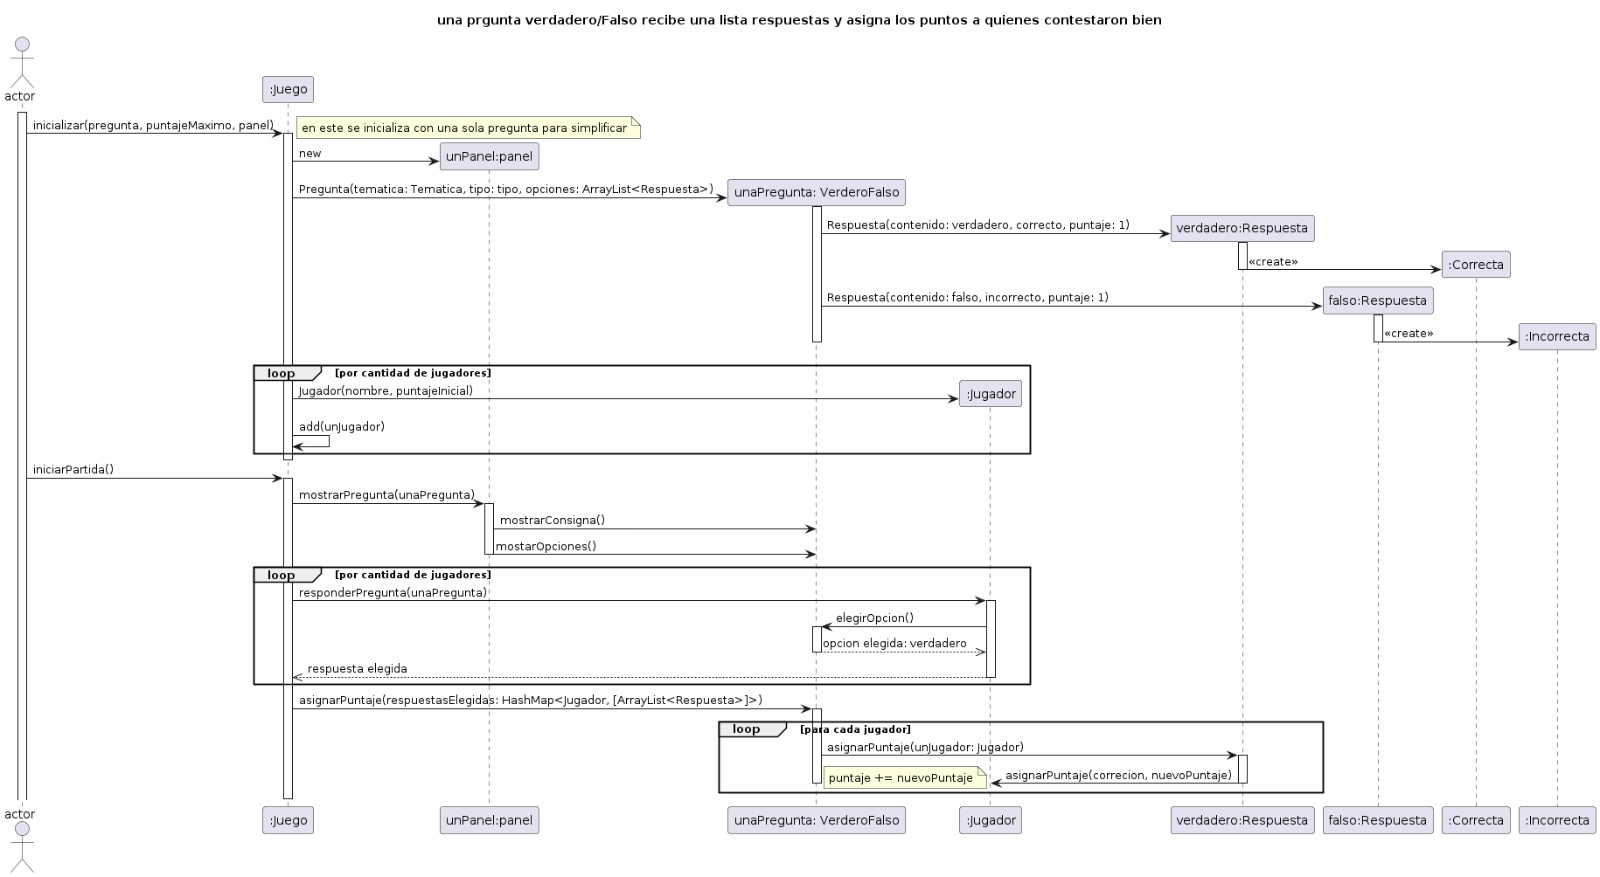 una prgunta verdadero/Falso recibe una lista respuestas y asigna los puntos a quienes contestaron bien
actor
:Juego
inicializar(pregunta, puntajeMaximo, panel)
en este se inicializa con una sola pregunta para simplificar
new
unPanel:panel
Pregunta(tematica: Tematica, tipo: tipo, opciones: ArrayList<Respuesta>)
unaPregunta: VerderoFalso
Respuesta(contenido: verdadero, correcto, puntaje: 1)
verdadero:Respuesta
«create»
:Correcta
Respuesta(contenido: falso, incorrecto, puntaje: 1)
falso:Respuesta
«create»
:Incorrecta
loop [por cantidad de jugadores]
Jugador(nombre, puntajeInicial)
:Jugador
add(unJugador)
iniciarPartida()
mostrarPregunta(unaPregunta)
mostrarConsigna()
mostarOpciones()
loop [por cantidad de jugadores]
responderPregunta(unaPregunta)
elegirOpcion()
opcion elegida: verdadero
respuesta elegida
asignarPuntaje(respuestasElegidas: HashMap<Jugador, [ArrayList<Respuesta>]>)
loop [para cada jugador]
asignarPuntaje(unJugador: Jugador)
puntaje += nuevoPuntaje
asignarPuntaje(correcion, nuevoPuntaje)
actor
:Juego
unPanel:panel
unaPregunta: VerderoFalso
:Jugador
verdadero:Respuesta
falso:Respuesta
:Correcta
:Incorrecta